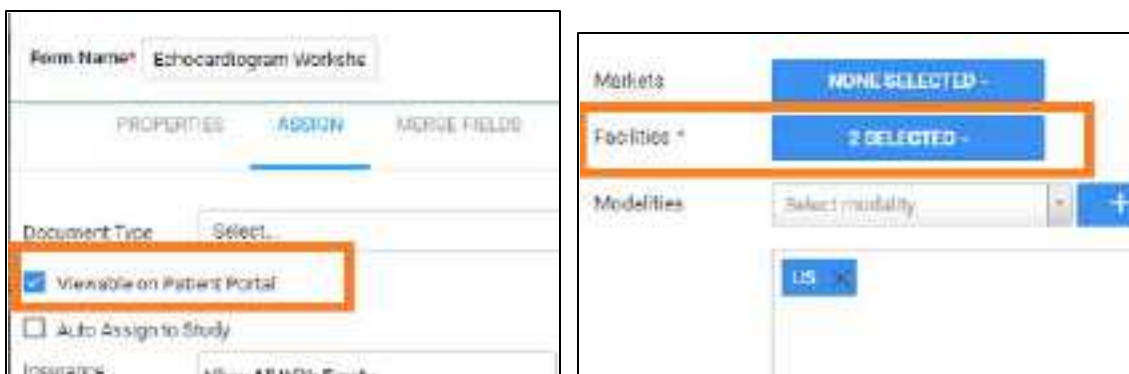 Form Name* Echocardiogram Workshe
PROPERTIES ASSIGN MERGE FIELDS
Document Type Select...
Viewable on Patient Portal
Auto Assign to Study
Insurance
Markets NONE SELECTED
Facilities * 2 SELECTED
Modalities Select modality +
US ×